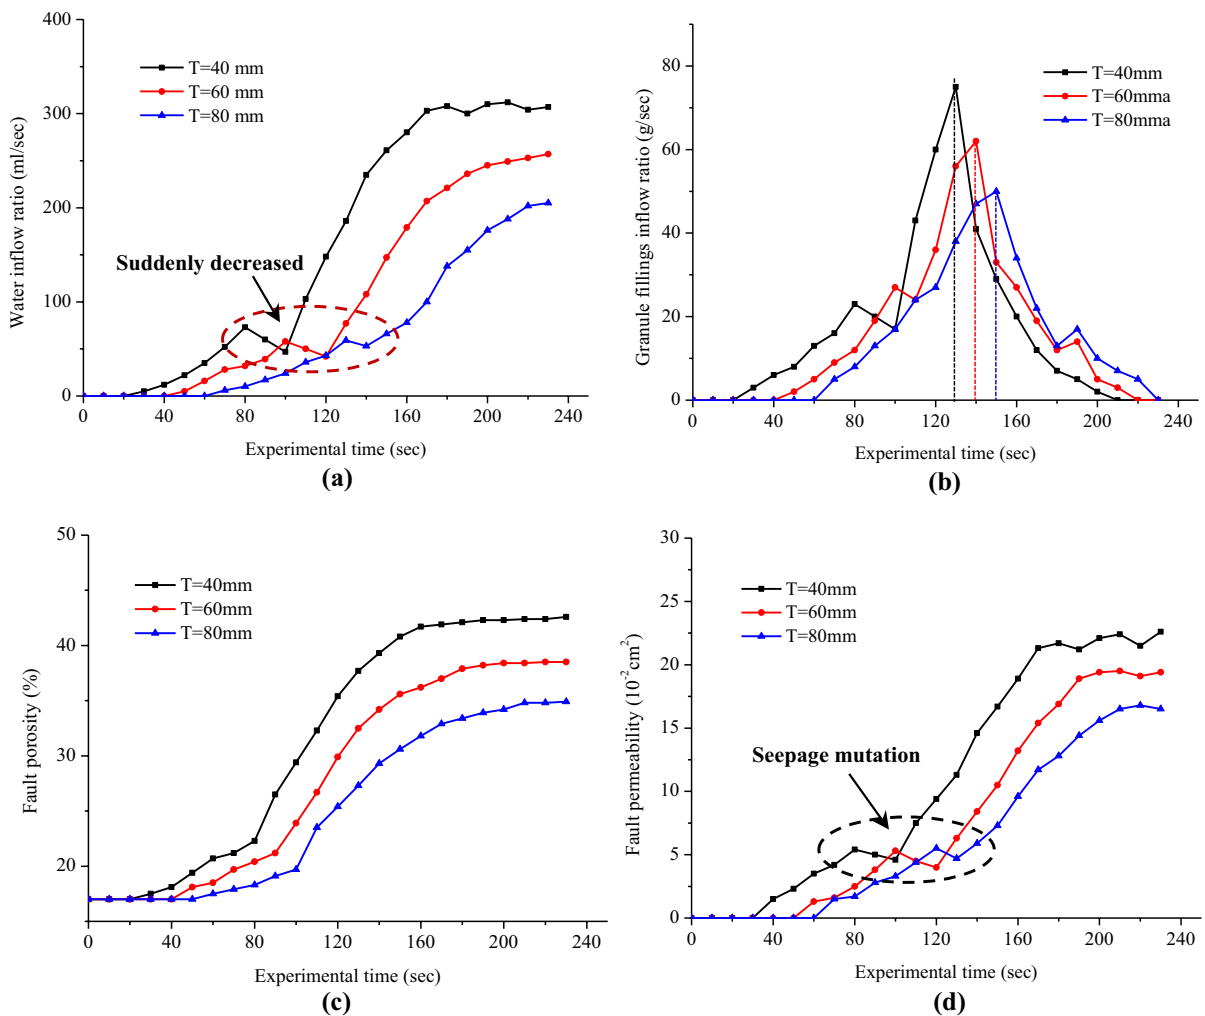 400
300
200
100
0
0
40
80
120
160
200
240
Water inflow ratio (ml/sec)
Experimental time (sec)
T=40 mm
T=60 mm
T=80 mm
Suddenly decreased
(a)
80
60
40
20
0
0
40
80
120
160
200
240
Granule fillings inflow ratio (g/sec)
Experimental time (sec)
T=40mm
T=60mma
T=80mma
(b)
50
40
30
20
0
40
80
120
160
200
240
Fault porosity (%)
Experimental time (sec)
T=40mm
T=60mm
T=80mm
(c)
30
25
20
15
10
5
0
0
40
80
120
160
200
240
Fault permeability (10⁻²cm²)
Experimental time (sec)
T=40mm
T=60mm
T=80mm
Seepage mutation
(d)